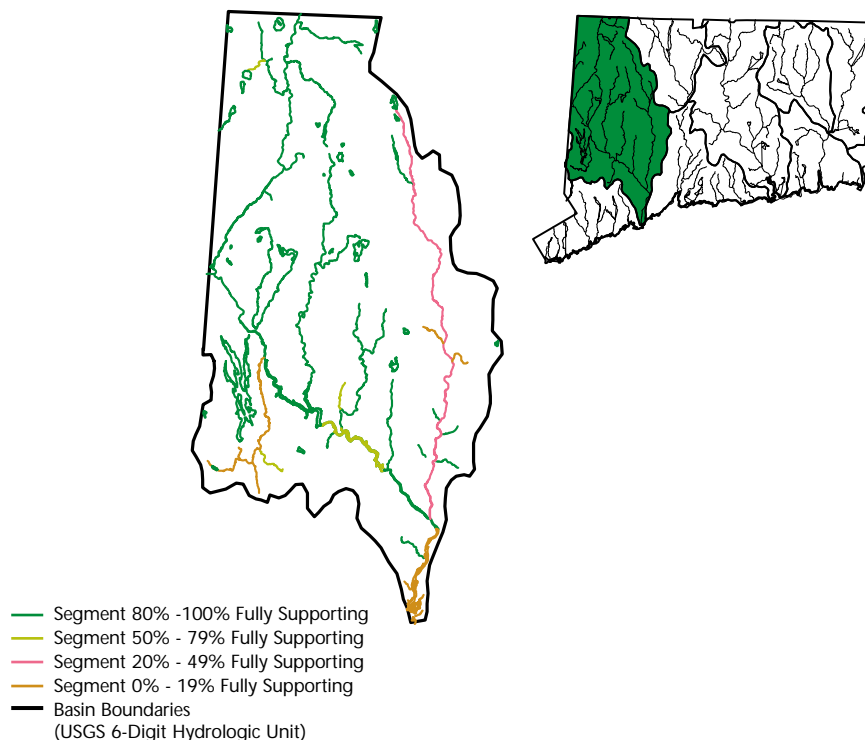 Segment 80% -100% Fully Supporting
Segment 50% - 79% Fully Supporting
Segment 20% - 49% Fully Supporting
Segment 0% - 19% Fully Supporting
Basin Boundaries
(USGS 6-Digit Hydrologic Unit)